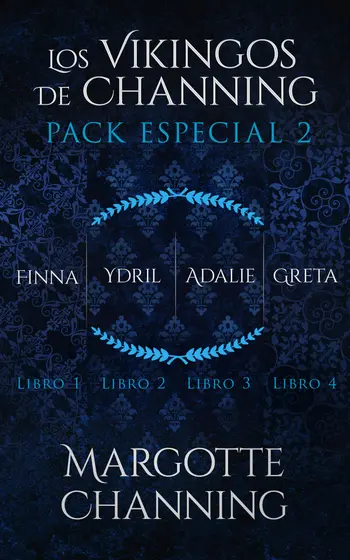 Los Vikingos
de Channing
Pack Especial 2
Finna Ydril Adalie Greta
Libro 1 Libro 2 Libro 3 Libro 4
Margotte
Channing